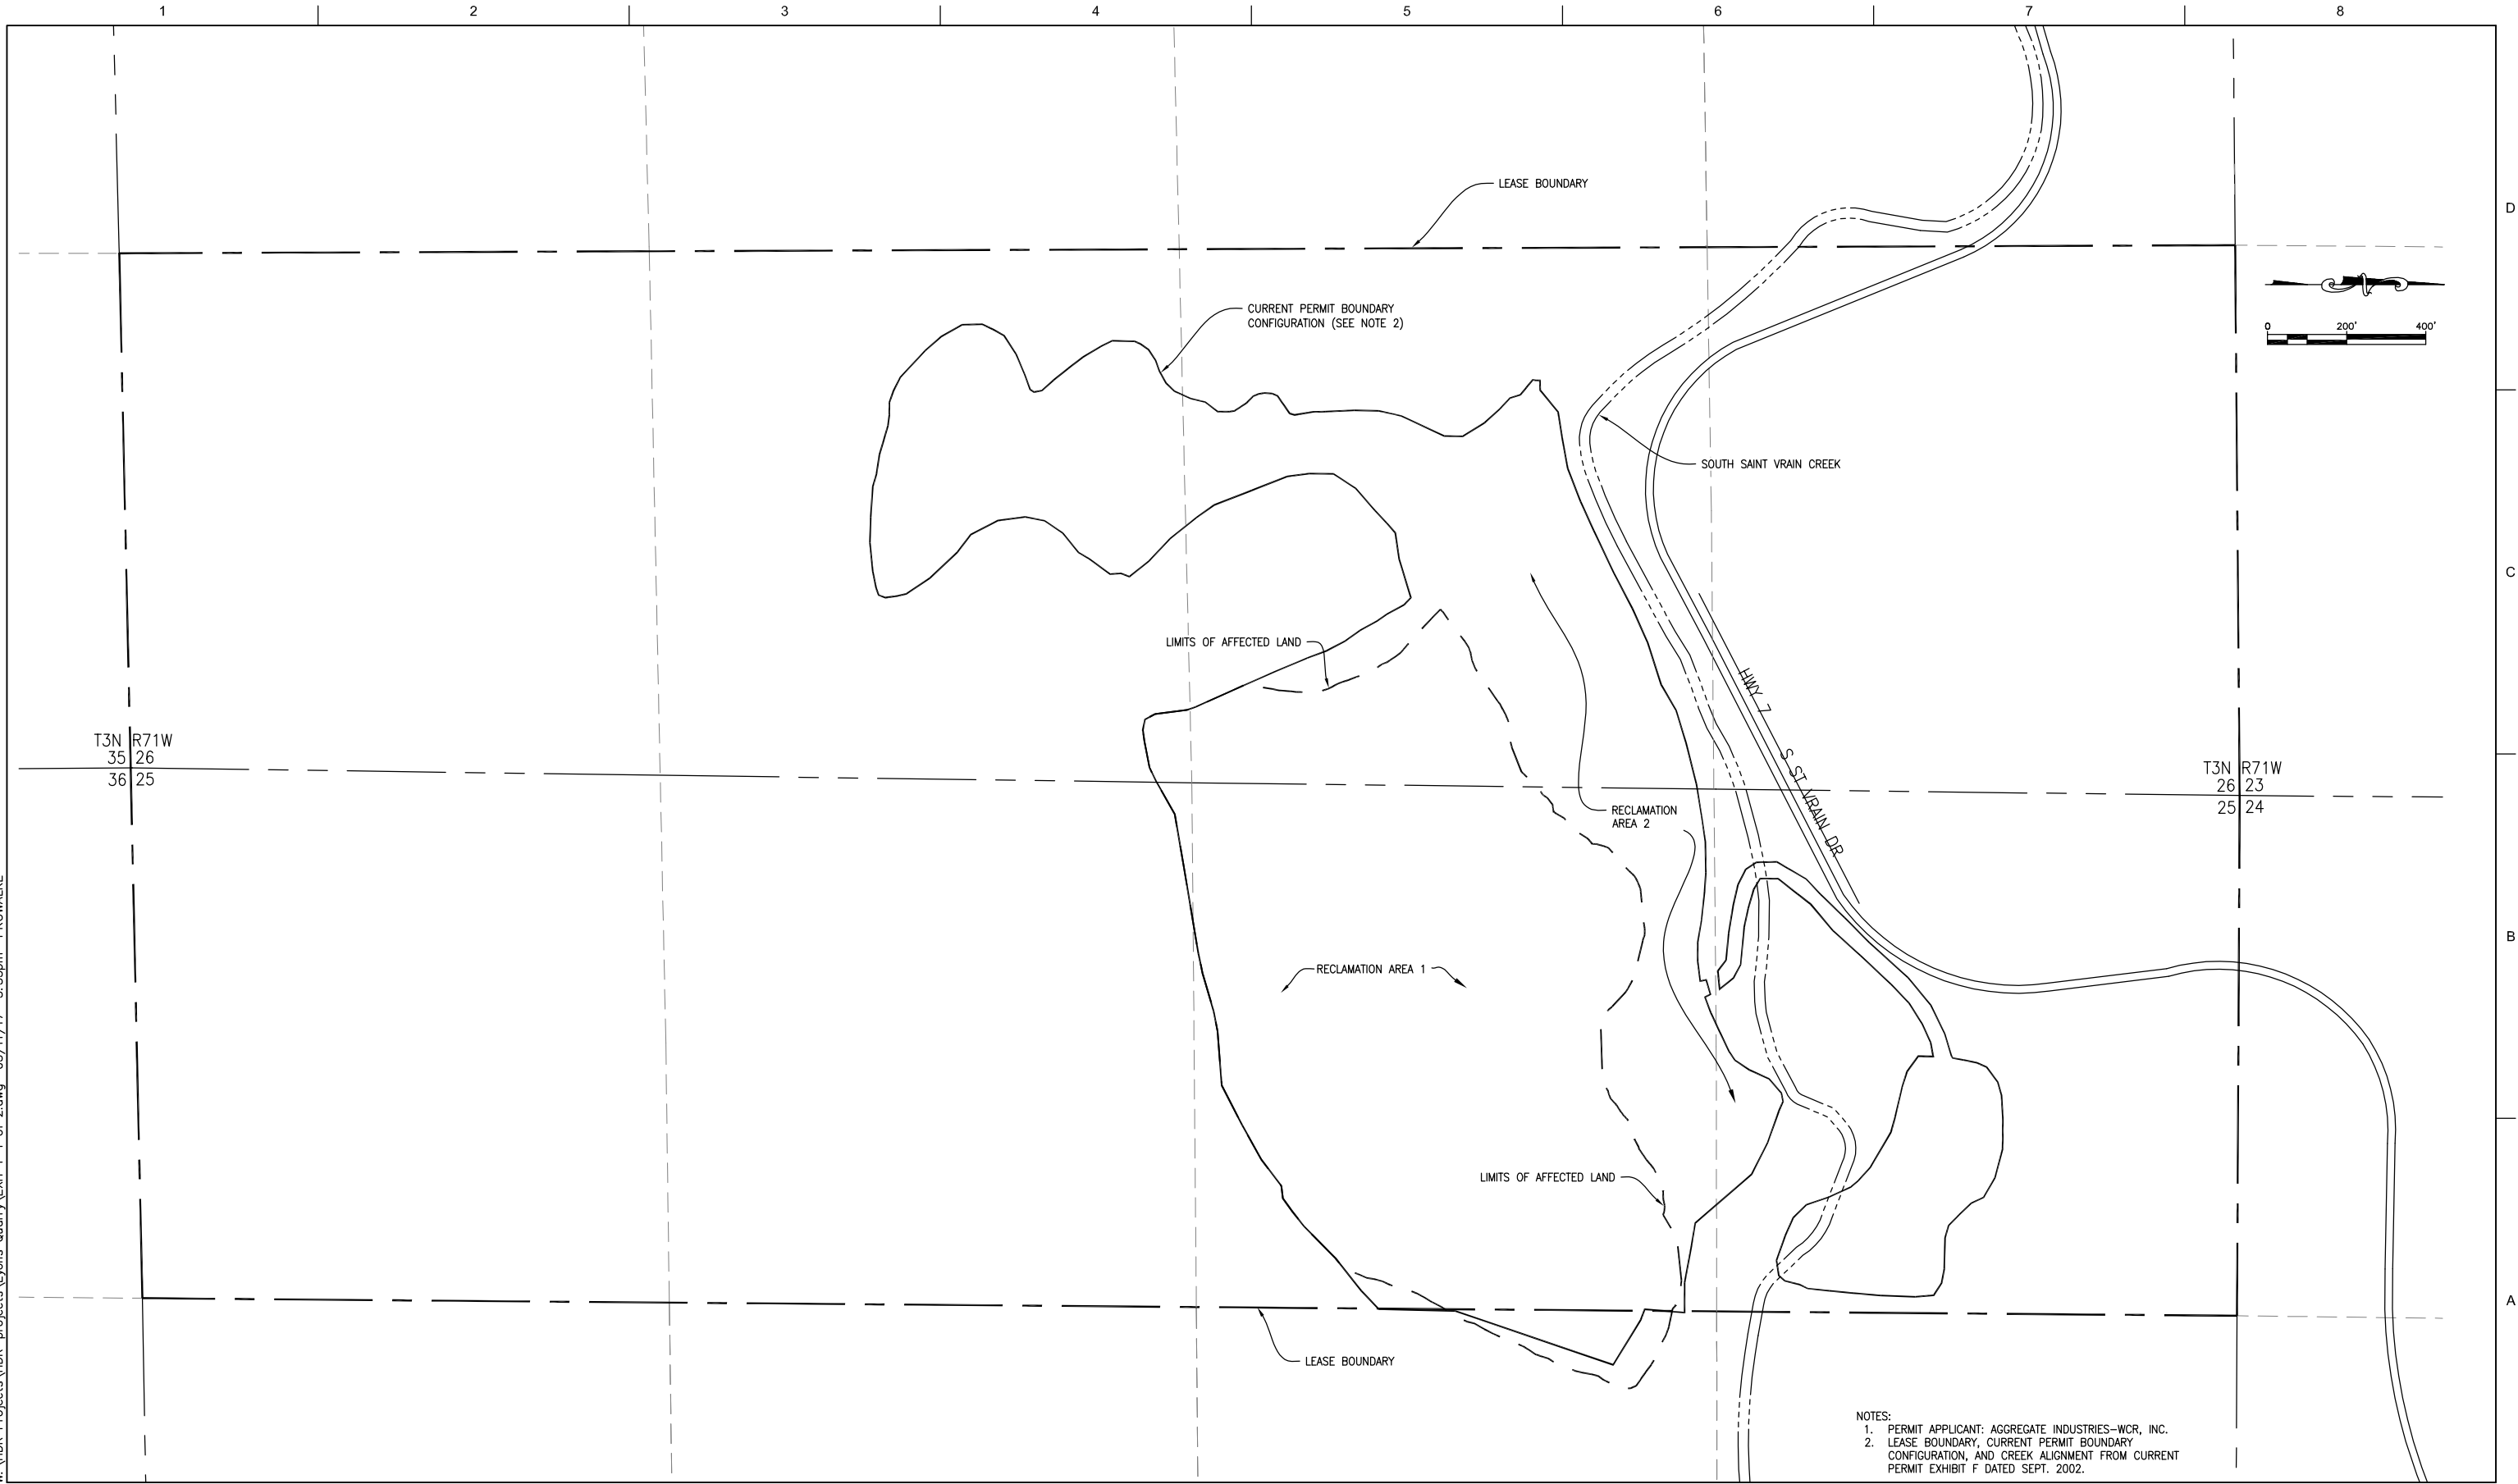 1 2 3 4 5 6 7 8
LEASE BOUNDARY
D
CURRENT PERMIT BOUNDARY
CONFIGURATION (SEE NOTE 2)
0 200' 400'
SOUTH SAINT VRAIN CREEK
C
LIMITS OF AFFECTED LAND
HWY 7
S ST VRAIN DR
T3N R71W
35 26
36 25
T3N R71W
26 23
25 24
RECLAMATION
AREA 2
B
RECLAMATION AREA 1
LIMITS OF AFFECTED LAND
A
LEASE BOUNDARY
NOTES:
1. PERMIT APPLICANT: AGGREGATE INDUSTRIES-WCR, INC.
2. LEASE BOUNDARY, CURRENT PERMIT BOUNDARY
CONFIGURATION, AND CREEK ALIGNMENT FROM CURRENT
PERMIT EXHIBIT F DATED SEPT. 2002.